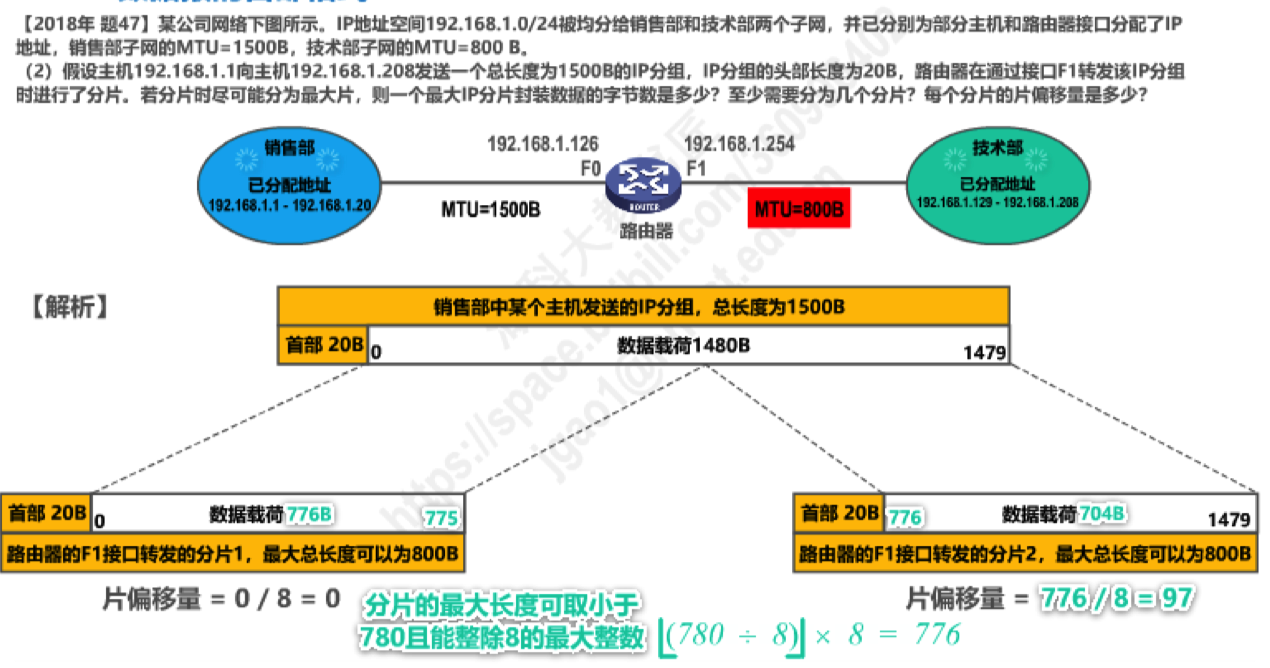 【2018年 题47】某公司网络下图所示。IP地址空间192.168.1.0/24被均分给销售部和技术部两个子网，并已分别为部分主机和路由器接口分配了IP
地址，销售部子网的MTU=1500B，技术部子网的MTU=800 B。
（2）假设主机192.168.1.1向主机192.168.1.208发送一个总长度为1500B的IP分组，IP分组的头部长度为20B，路由器在通过接口F1转发该IP分组
时进行了分片。若分片时尽可能分为最大片，则一个最大IP分片封装数据的字节数是多少？至少需要分为几个分片？每个分片的片偏移量是多少？
销售部
已分配地址
192.168.1.1 - 192.168.1.20
192.168.1.126
F0
MTU=1500B
ROUTER
路由器
192.168.1.254
F1
MTU=800B
技术部
已分配地址
192.168.1.129 - 192.168.1.208
【解析】
销售部中某个主机发送的IP分组，总长度为1500B
首部 20B 0 数据载荷1480B 1479
首部 20B 0 数据载荷776B 775
路由器的F1接口转发的分片1，最大总长度可以为800B
片偏移量 = 0 / 8 = 0
首部 20B 776 数据载荷704B 1479
路由器的F1接口转发的分片2，最大总长度可以为800B
片偏移量 = 776 / 8 = 97
分片的最大长度可取小于
780且能整除8的最大整数 ⌊(780 ÷ 8)⌋ × 8 = 776